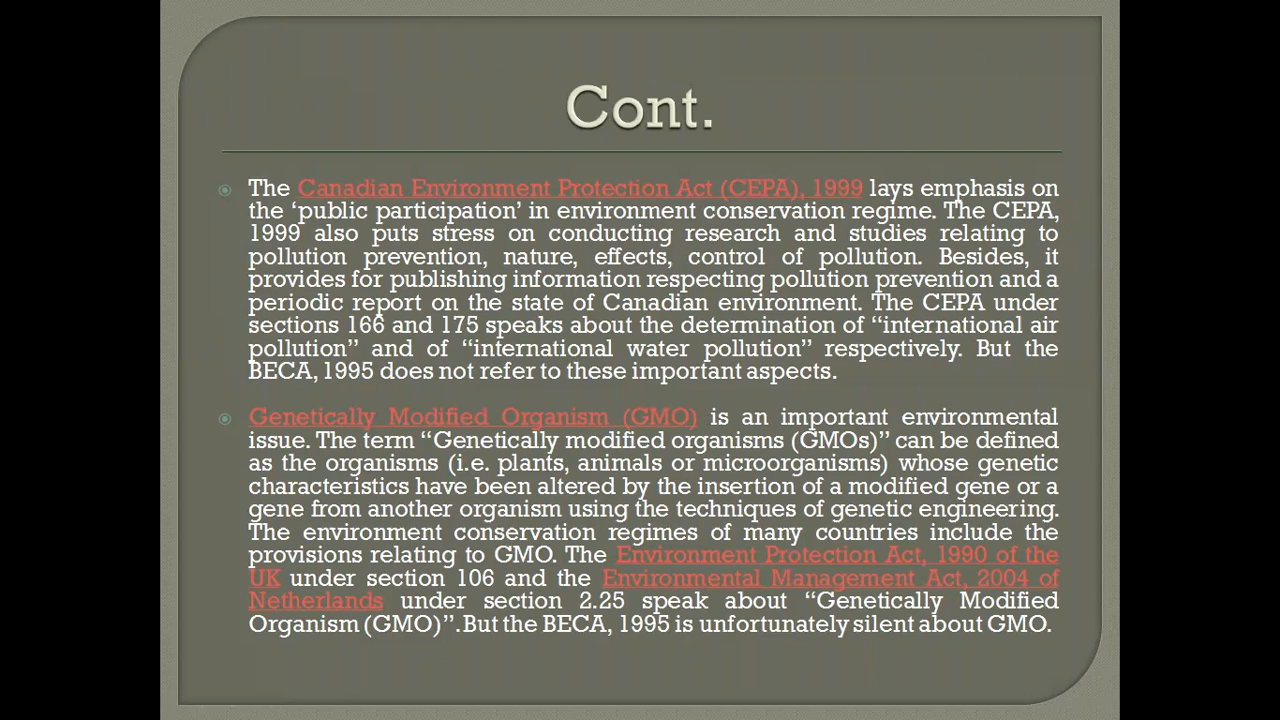 Cont.
The Canadian Environment Protection Act (CEPA), 1999 lays emphasis on
the ‘public participation’ in environment conservation regime. The CEPA,
1999 also puts stress on conducting research and studies relating to
pollution prevention, nature, effects, control of pollution. Besides, it
provides for publishing information respecting pollution prevention and a
periodic report on the state of Canadian environment. The CEPA under
sections 166 and 175 speaks about the determination of “international air
pollution” and of “international water pollution” respectively. But the
BECA, 1995 does not refer to these important aspects.
Genetically Modified Organism (GMO) is an important environmental
issue. The term “Genetically modified organisms (GMOs)” can be defined
as the organisms (i.e. plants, animals or microorganisms) whose genetic
characteristics have been altered by the insertion of a modified gene or a
gene from another organism using the techniques of genetic engineering.
The environment conservation regimes of many countries include the
provisions relating to GMO. The Environment Protection Act, 1990 of the
UK under section 106 and the Environmental Management Act, 2004 of
Netherlands under section 2.25 speak about “Genetically Modified
Organism (GMO)”. But the BECA, 1995 is unfortunately silent about GMO.